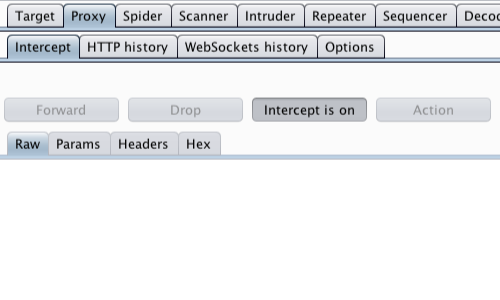 Target Proxy Spider Scanner Intruder Repeater Sequencer
Intercept HTTP history WebSockets history Options
Forward Drop Intercept is on Action
Raw Params Headers Hex